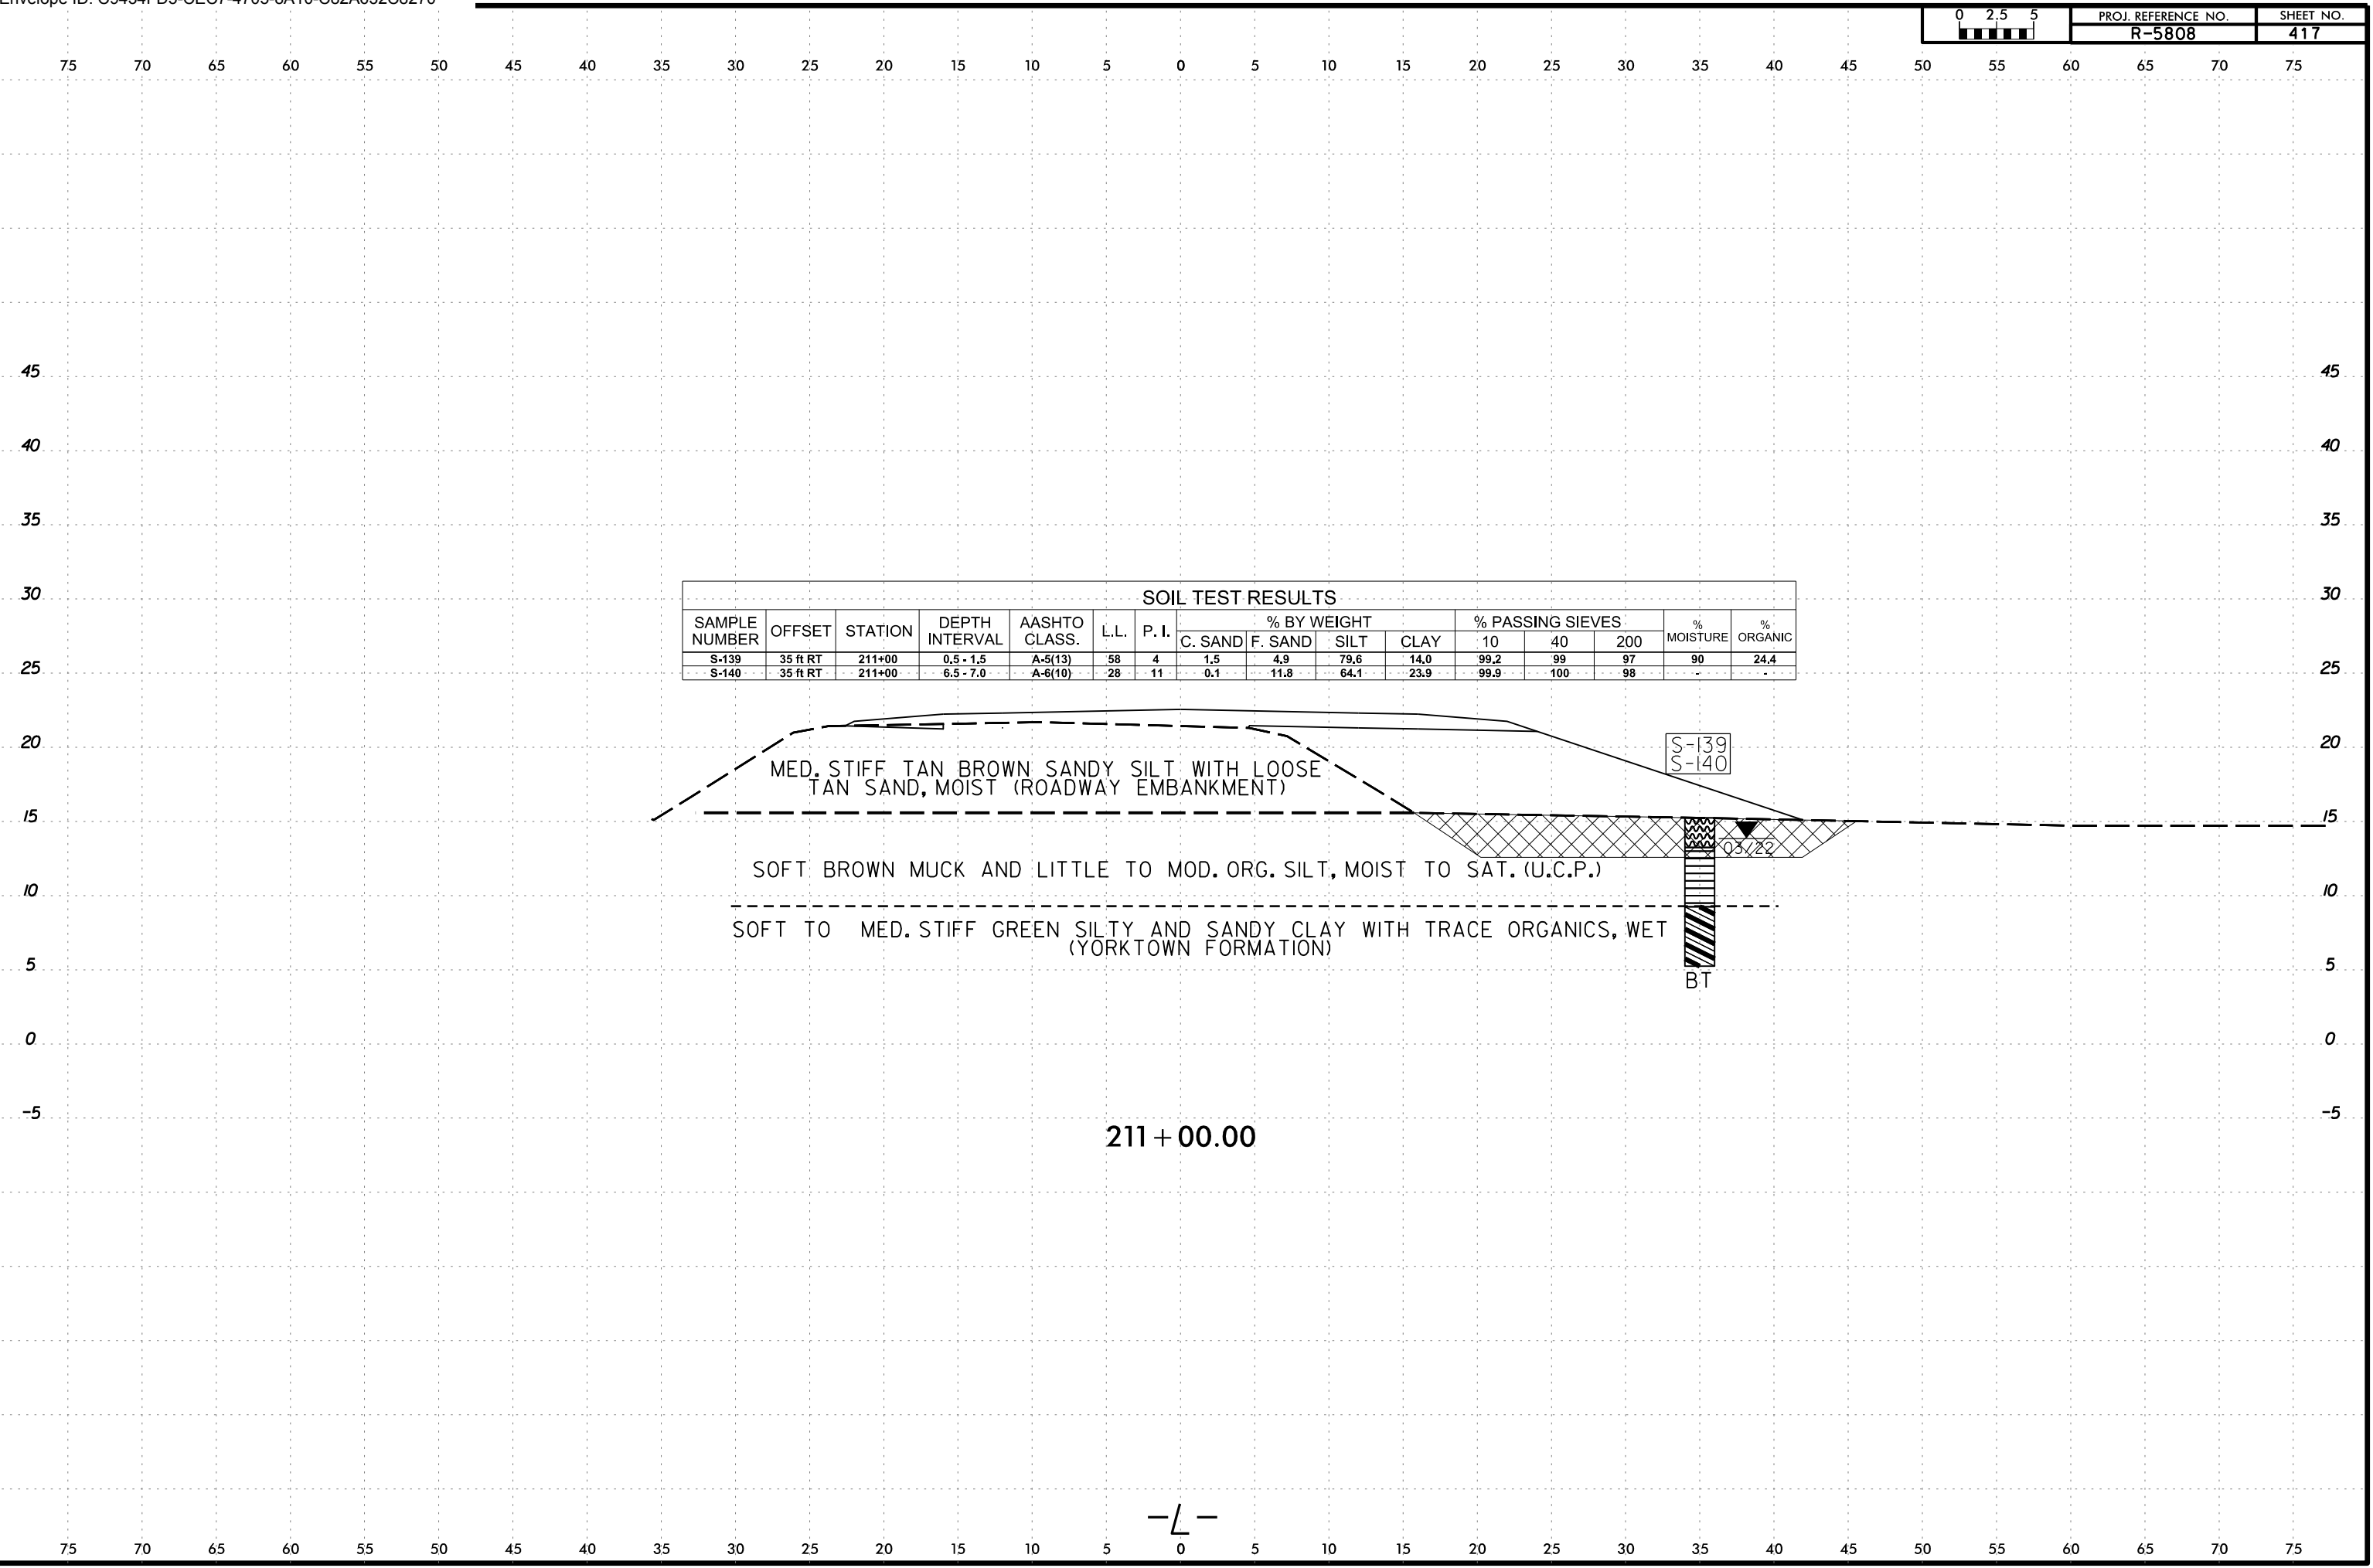 0 2.5 5
PROJ. REFERENCE NO. SHEET NO.
R-5808 417
75 70 65 60 55 50 45 40 35 30 25 20 15 10 5 0 5 10 15 20 25 30 35 40 45 50 55 60 65 70 75
45 45
40 40
35 35
30 30
SOIL TEST RESULTS
SAMPLE NUMBER OFFSET STATION DEPTH INTERVAL AASHTO CLASS. L.L. P. I. % BY WEIGHT % PASSING SIEVES % MOISTURE % ORGANIC
C. SAND F. SAND SILT CLAY 10 40 200
S-139 35 ft RT 211+00 0.5 - 1.5 A-5(13) 58 4 1.5 4.9 79.6 14.0 99.2 99 97 90 24.4
S-140 35 ft RT 211+00 6.5 - 7.0 A-6(10) 28 11 0.1 11.8 64.1 23.9 99.9 100 98 - -
25 25
20 20
S-139
S-140
MED. STIFF TAN BROWN SANDY SILT WITH LOOSE
TAN SAND, MOIST (ROADWAY EMBANKMENT)
15 15
03/22
SOFT BROWN MUCK AND LITTLE TO MOD. ORG. SILT, MOIST TO SAT. (U.C.P.)
10 10
SOFT TO MED. STIFF GREEN SILTY AND SANDY CLAY WITH TRACE ORGANICS, WET
(YORKTOWN FORMATION)
5 5
BT
0 0
-5 -5
211+00.00
-L-
75 70 65 60 55 50 45 40 35 30 25 20 15 10 5 0 5 10 15 20 25 30 35 40 45 50 55 60 65 70 75